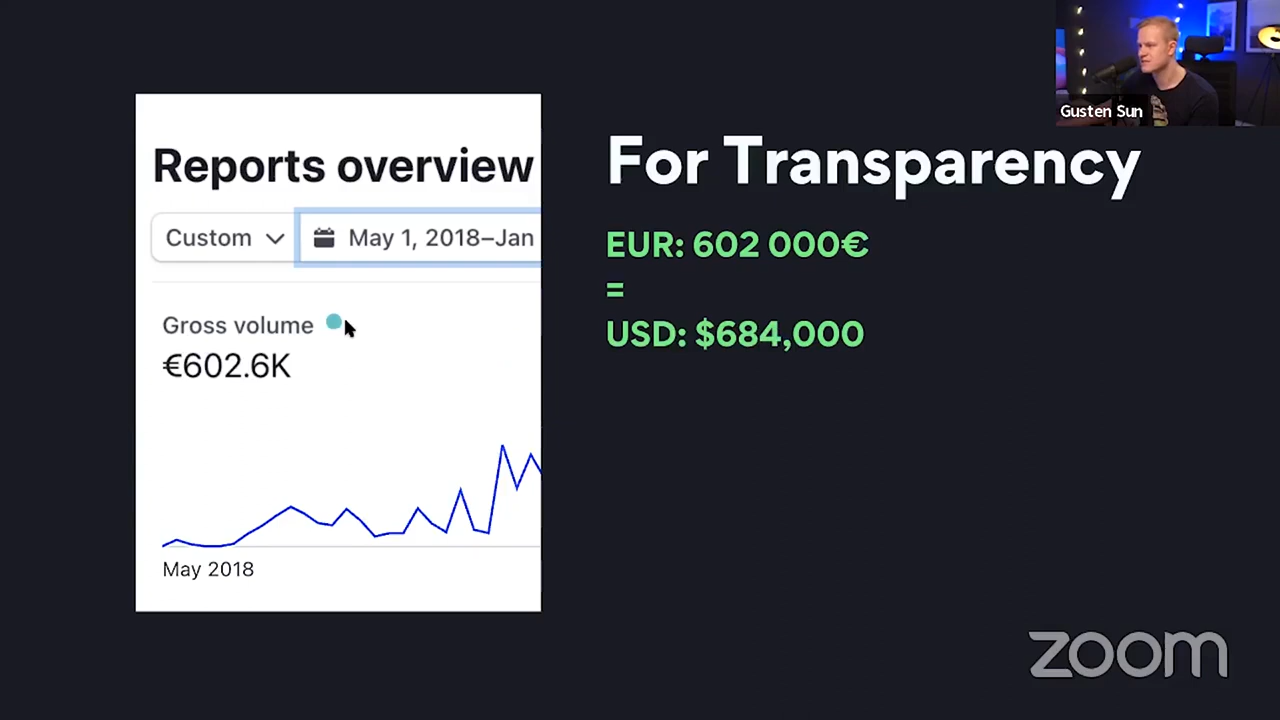 Gusten Sun
Reports overview
Custom
May 1, 2018–Jan
Gross volume
€602.6K
May 2018
For Transparency
EUR: 602 000€
=
USD: $684,000
zoom